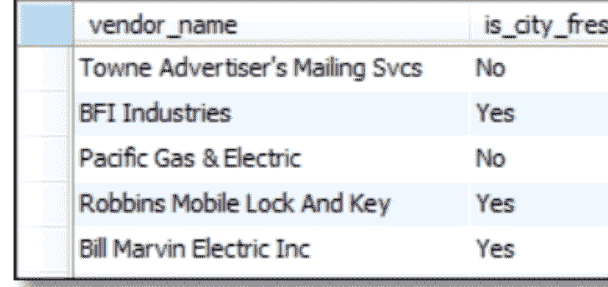 vendor_name is_city_fres
Towne Advertiser's Mailing Svcs No
BFI Industries Yes
Pacific Gas & Electric No
Robbins Mobile Lock And Key Yes
Bill Marvin Electric Inc Yes